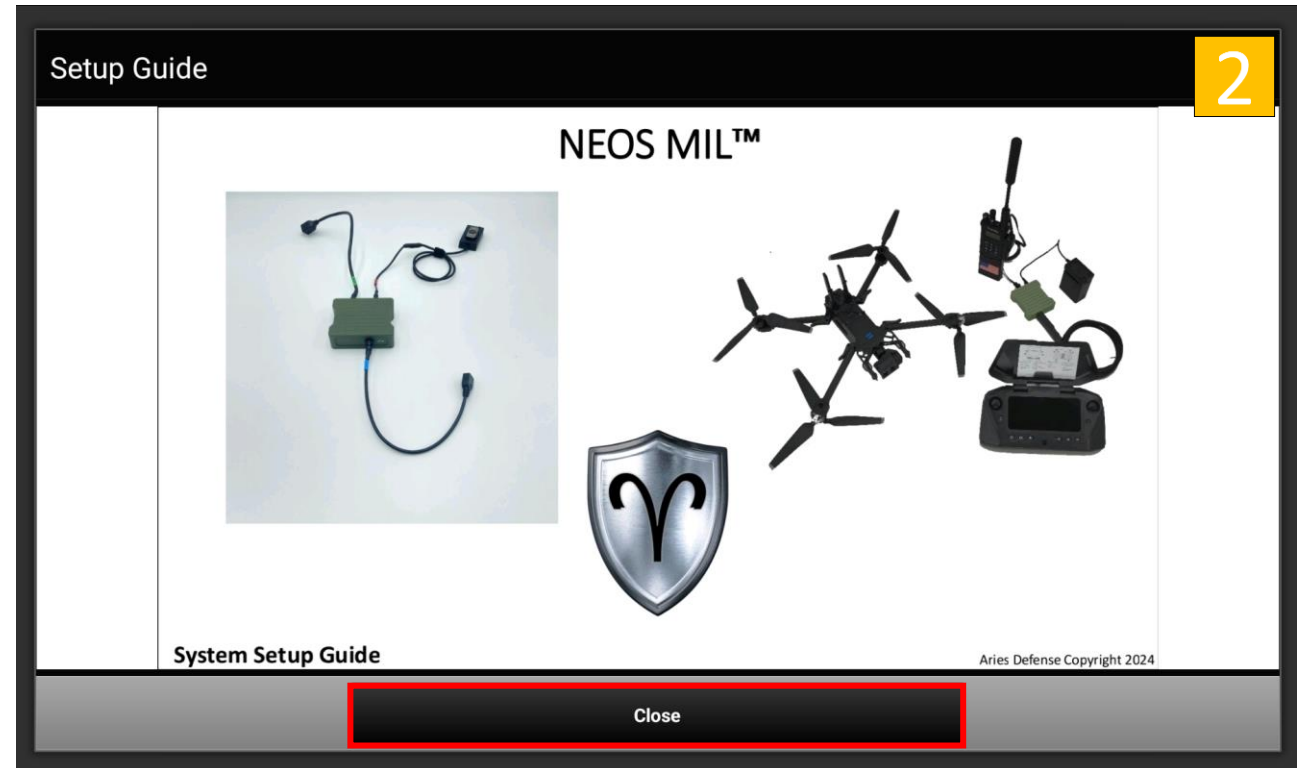 Setup Guide
2
NEOS MIL™
System Setup Guide
Aries Defense Copyright 2024
Close